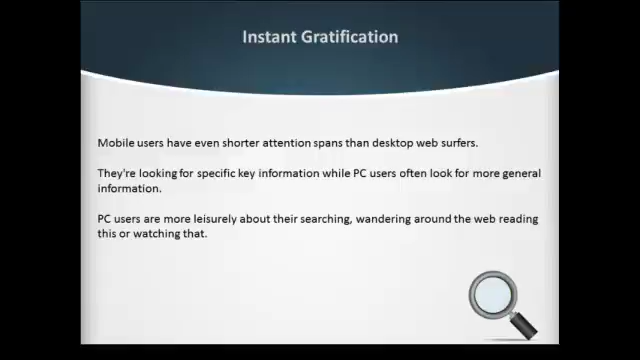 Instant Gratification
Mobile users have even shorter attention spans than desktop web surfers.
They're looking for specific key information while PC users often look for more general
information.
PC users are more leisurely about their searching, wandering around the web reading
this or watching that.